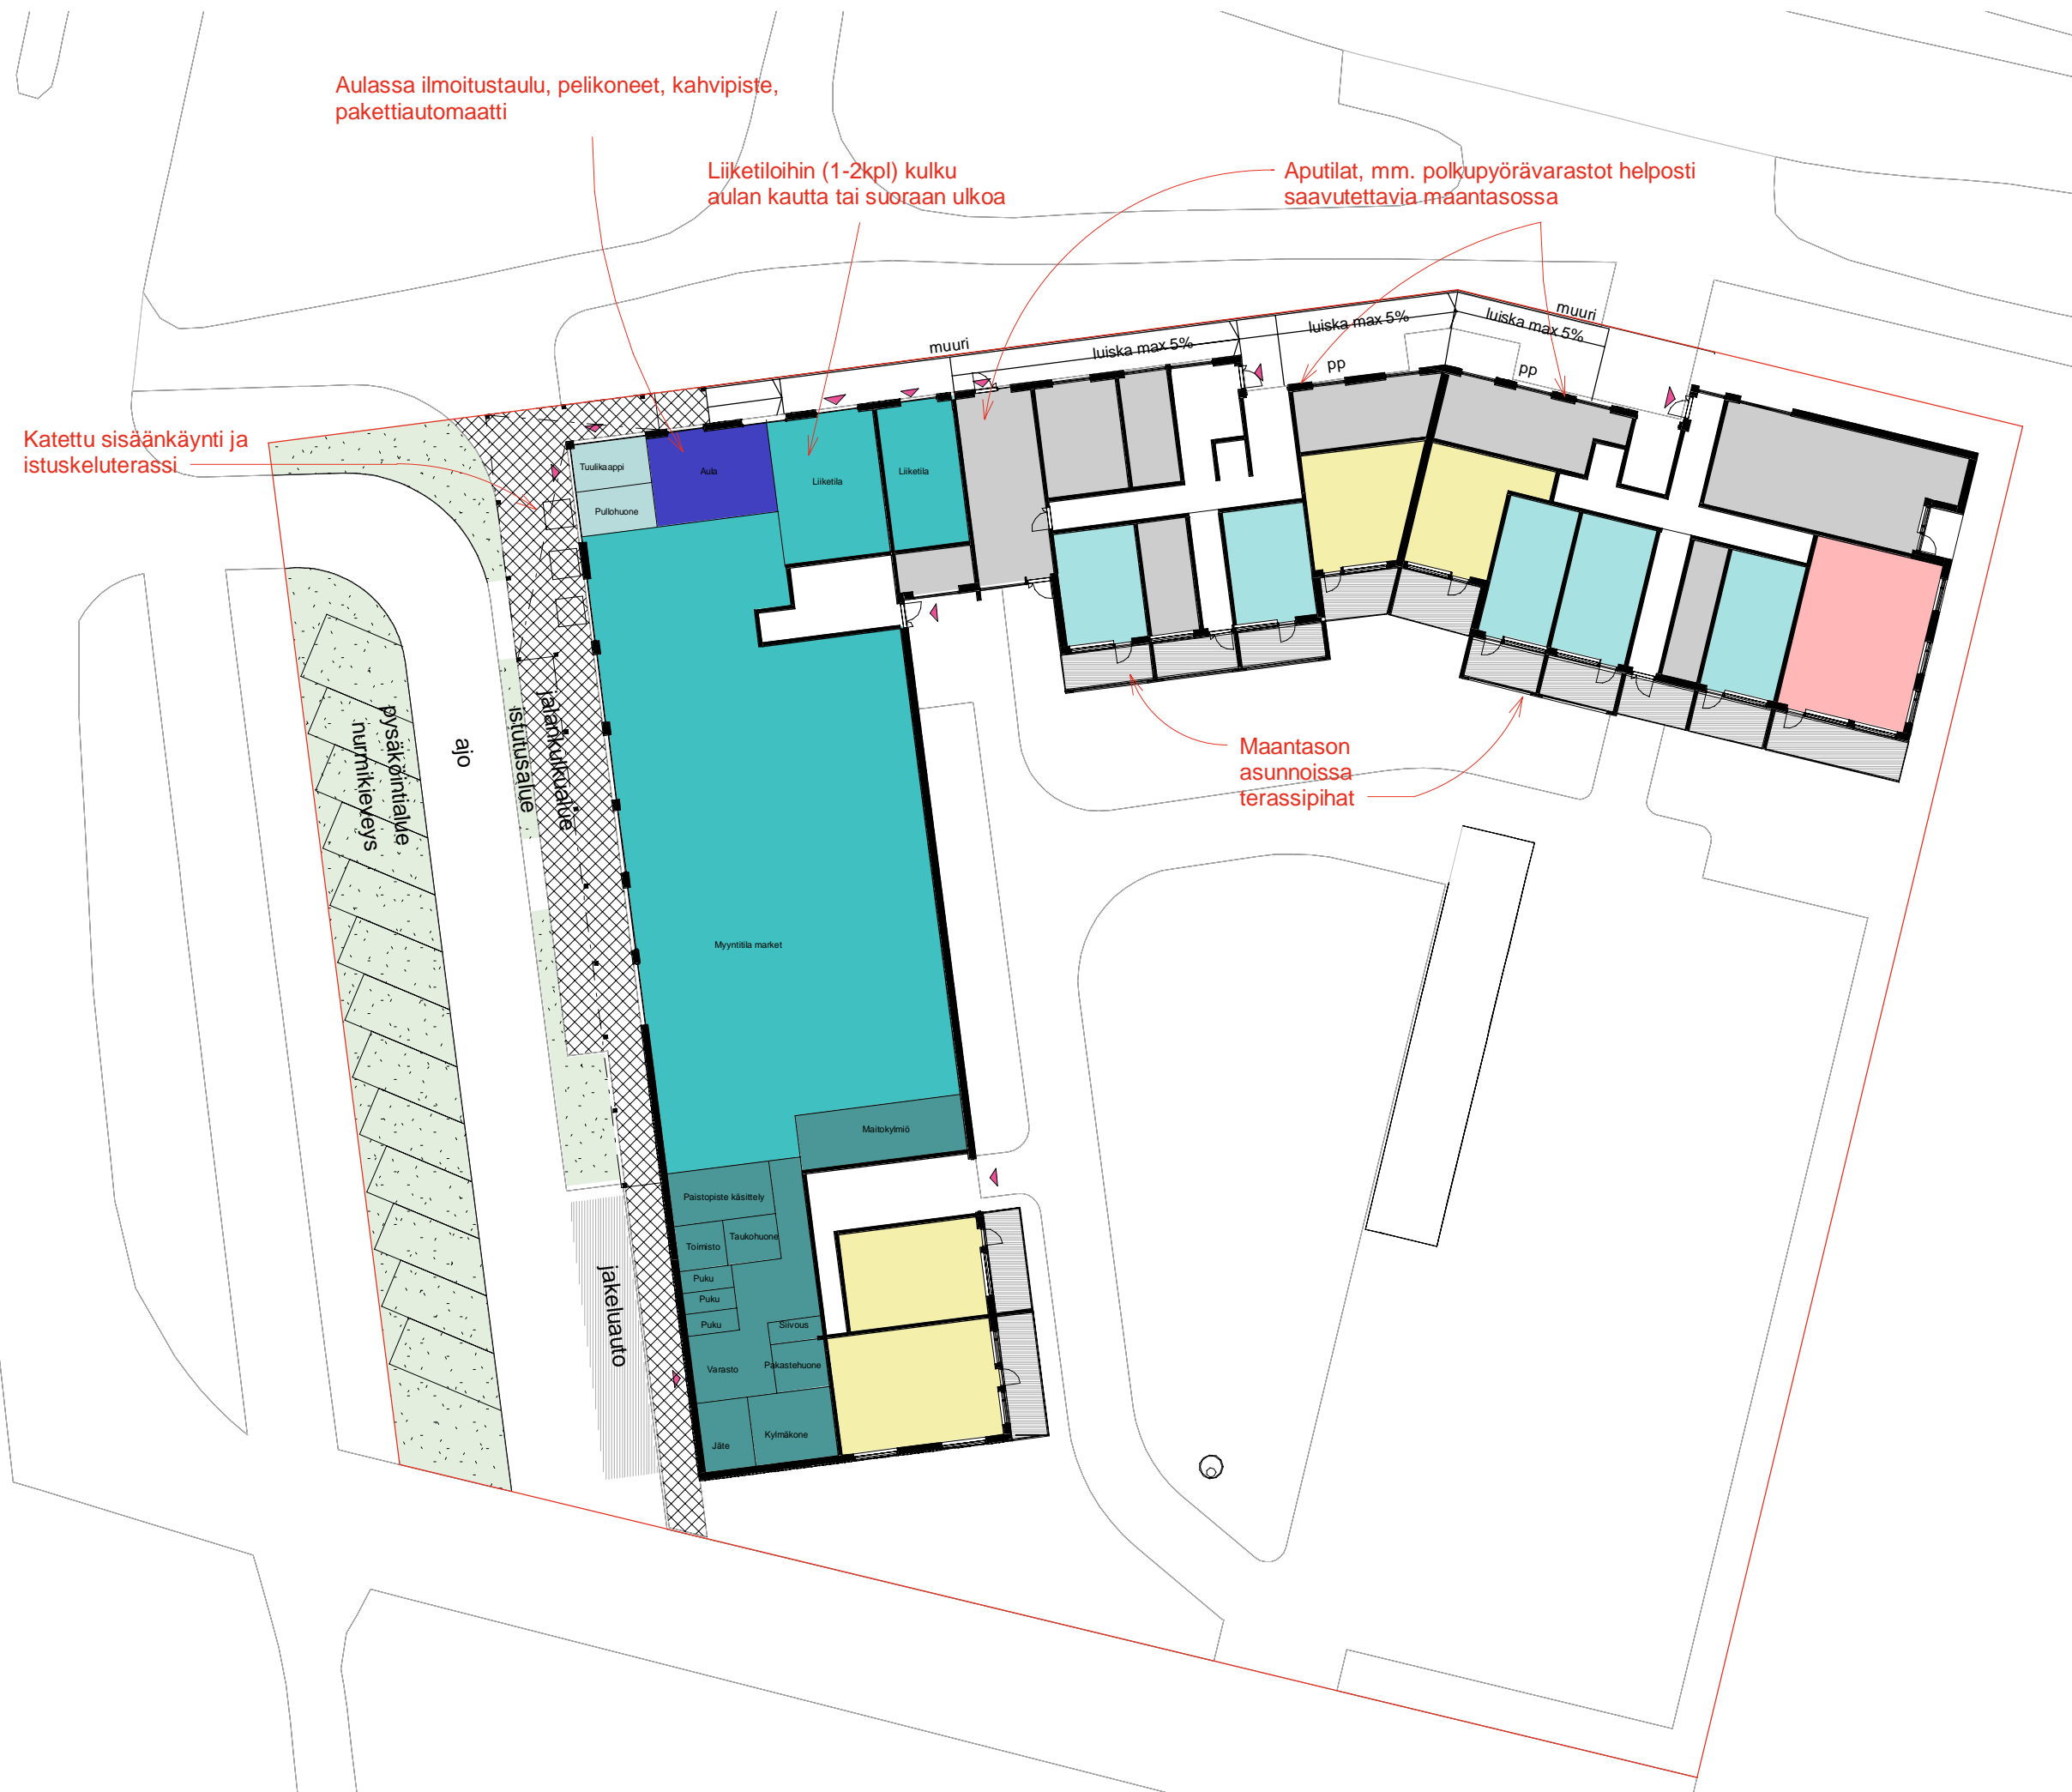 Aulassa ilmoitustaulu, pelikoneet, kahvipiste,
pakettiautomaatti
Liiketiloihin (1-2kpl) kulku
aulan kautta tai suoraan ulkoa
Aputilat, mm. polkupyörävarastot helposti
saavutettavia maantasossa
muuri
luiska max 5%
luiska max 5%
muuri
luiska max 5%
pp
pp
Katettu sisäänkäynti ja
istuskeluterassi
Tuulikaappi
Pullohuone
Aula
Liiketila
Liiketila
pysäköintialue
nurmikiveys
ajo
istutusalue
jalankulkualue
Maantason
asunnoissa
terassipihat
Myyntitila market
Maitokylmiö
Paistopiste käsittely
Toimisto
Taukohuone
Puku
Puku
Puku
Siivous
Varasto
Pakastehuone
Jäte
Kylmäkone
jakeluauto